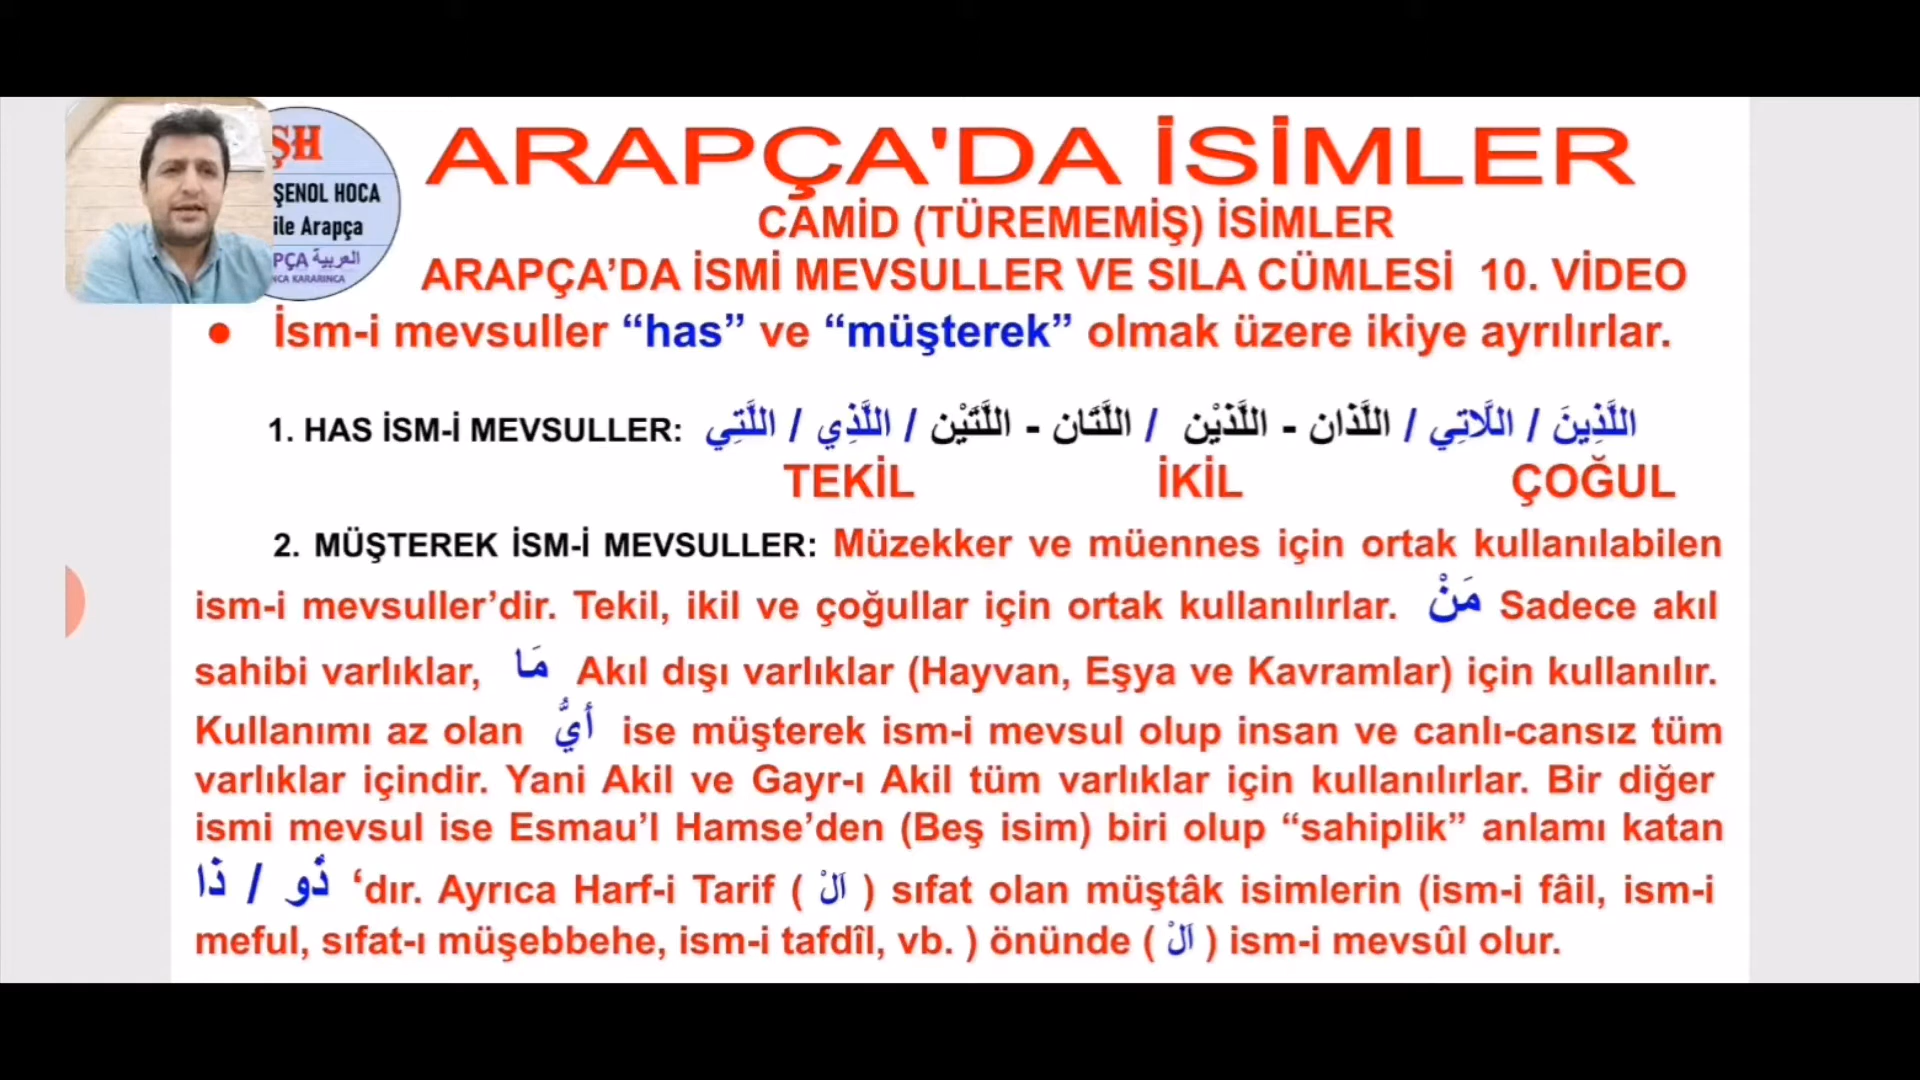 ŞH
ŞENOL HOCA
ile Arapça
PÇA العربية
NCA KARARINCA
ARAPÇA'DA İSİMLER
CAMİD (TÜREMEMİŞ) İSİMLER
ARAPÇA’DA İSMİ MEVSULLER VE SILA CÜMLESİ 10. VİDEO
● İsm-i mevsuller “has” ve “müşterek” olmak üzere ikiye ayrılırlar.
1. HAS İSM-İ MEVSULLER: اللَّذِينَ / اللَّاتِي / اللَّذان - اللَّذيْن / اللَّتَان - اللَّتَيْن / اللَّذِي / اللَّتِي
TEKİL İKİL ÇOĞUL
2. MÜŞTEREK İSM-İ MEVSULLER: Müzekker ve müennes için ortak kullanılabilen
ism-i mevsuller’dir. Tekil, ikil ve çoğullar için ortak kullanılırlar. مَنْ Sadece akıl
sahibi varlıklar, مَا Akıl dışı varlıklar (Hayvan, Eşya ve Kavramlar) için kullanılır.
Kullanımı az olan أيُّ ise müşterek ism-i mevsul olup insan ve canlı-cansız tüm
varlıklar içindir. Yani Akil ve Gayr-ı Akil tüm varlıklar için kullanılırlar. Bir diğer
ismi mevsul ise Esmau’l Hamse’den (Beş isim) biri olup “sahiplik” anlamı katan
ذُو / ذَا ‘dır. Ayrıca Harf-i Tarif ( اَلْ ) sıfat olan müştâk isimlerin (ism-i fâil, ism-i
meful, sıfat-ı müşebbehe, ism-i tafdîl, vb. ) önünde ( اَلْ ) ism-i mevsûl olur.